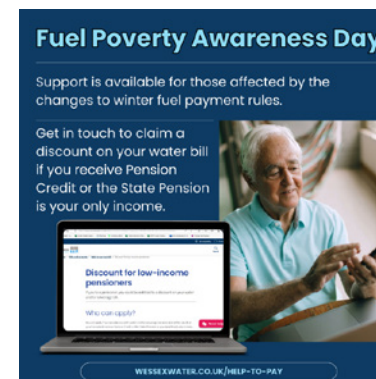 Fuel Poverty Awareness Day
Support is available for those affected by the
changes to winter fuel payment rules.
Get in touch to claim a
discount on your water bill
if you receive Pension
Credit or the State Pension
is your only income.
Discount for low-income
pensioners
Who can apply?
WESSEXWATER.CO.UK/HELP-TO-PAY